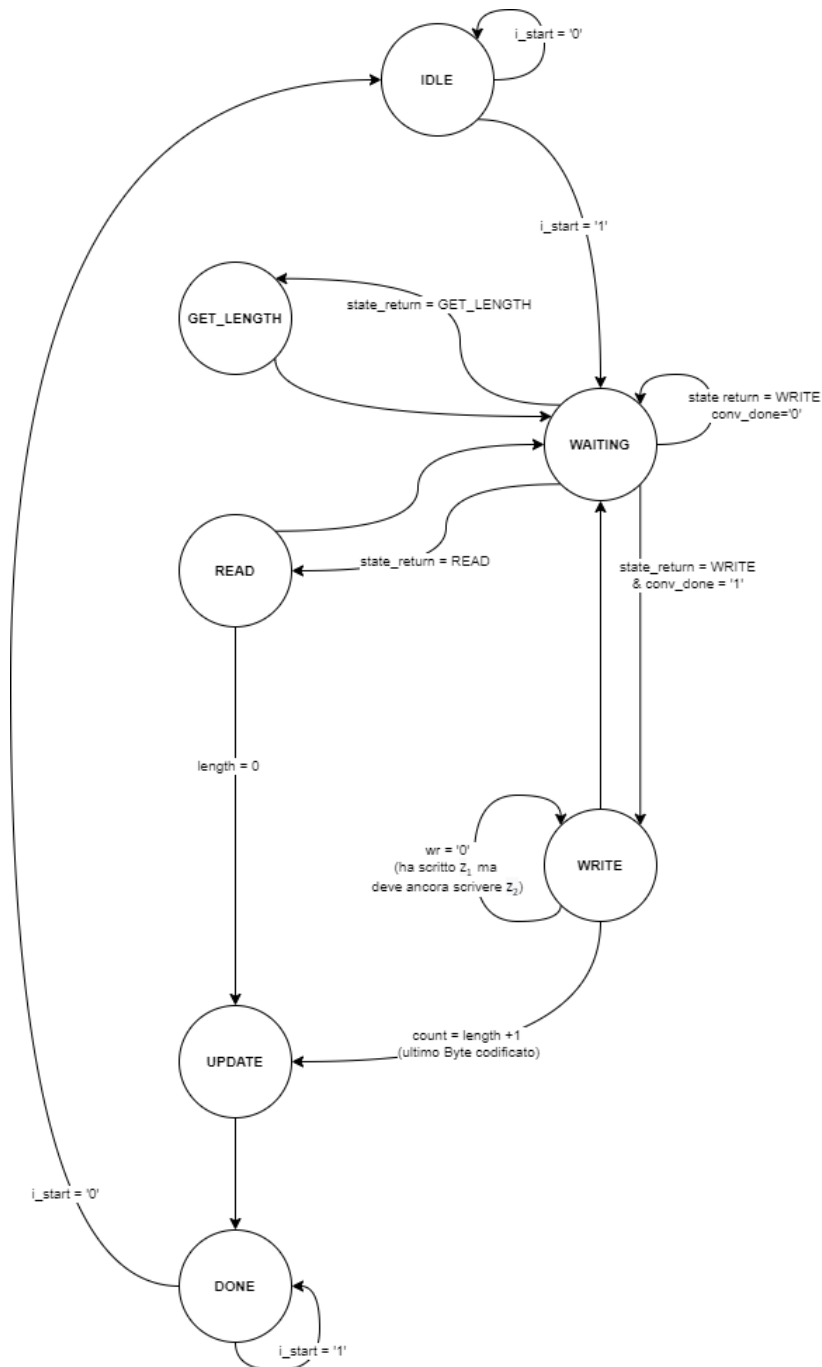 i_start = '0'
IDLE
i_start = '1'
state_return = GET_LENGTH
GET_LENGTH
state return = WRITE
conv_done='0'
WAITING
state_return = READ
READ
state_return = WRITE
& conv_done = '1'
length = 0
wr = '0'
(ha scritto z₁ ma
deve ancora scrivere z₂)
WRITE
count = length +1
(ultimo Byte codificato)
UPDATE
i_start = '0'
DONE
i_start = '1'